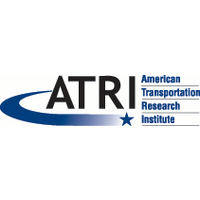 ATRI
American
Transportation
Research
Institute